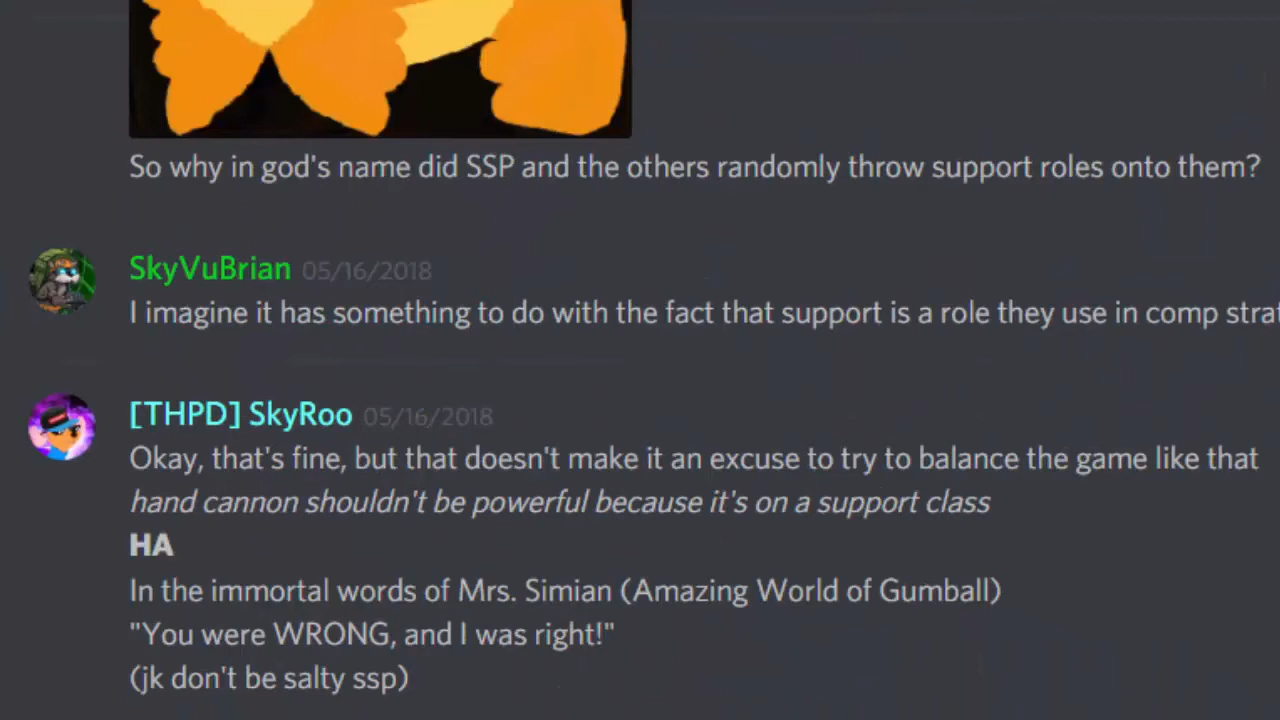 So why in god's name did SSP and the others randomly throw support roles onto them?
SkyVuBrian 05/16/2018
I imagine it has something to do with the fact that support is a role they use in comp
[THPD] SkyRoo 05/16/2018
Okay, that's fine, but that doesn't make it an excuse to try to balance the game like that
hand cannon shouldn't be powerful because it's on a support class
HA
In the immortal words of Mrs. Simian (Amazing World of Gumball)
"You were WRONG, and I was right!"
(jk don't be salty ssp)